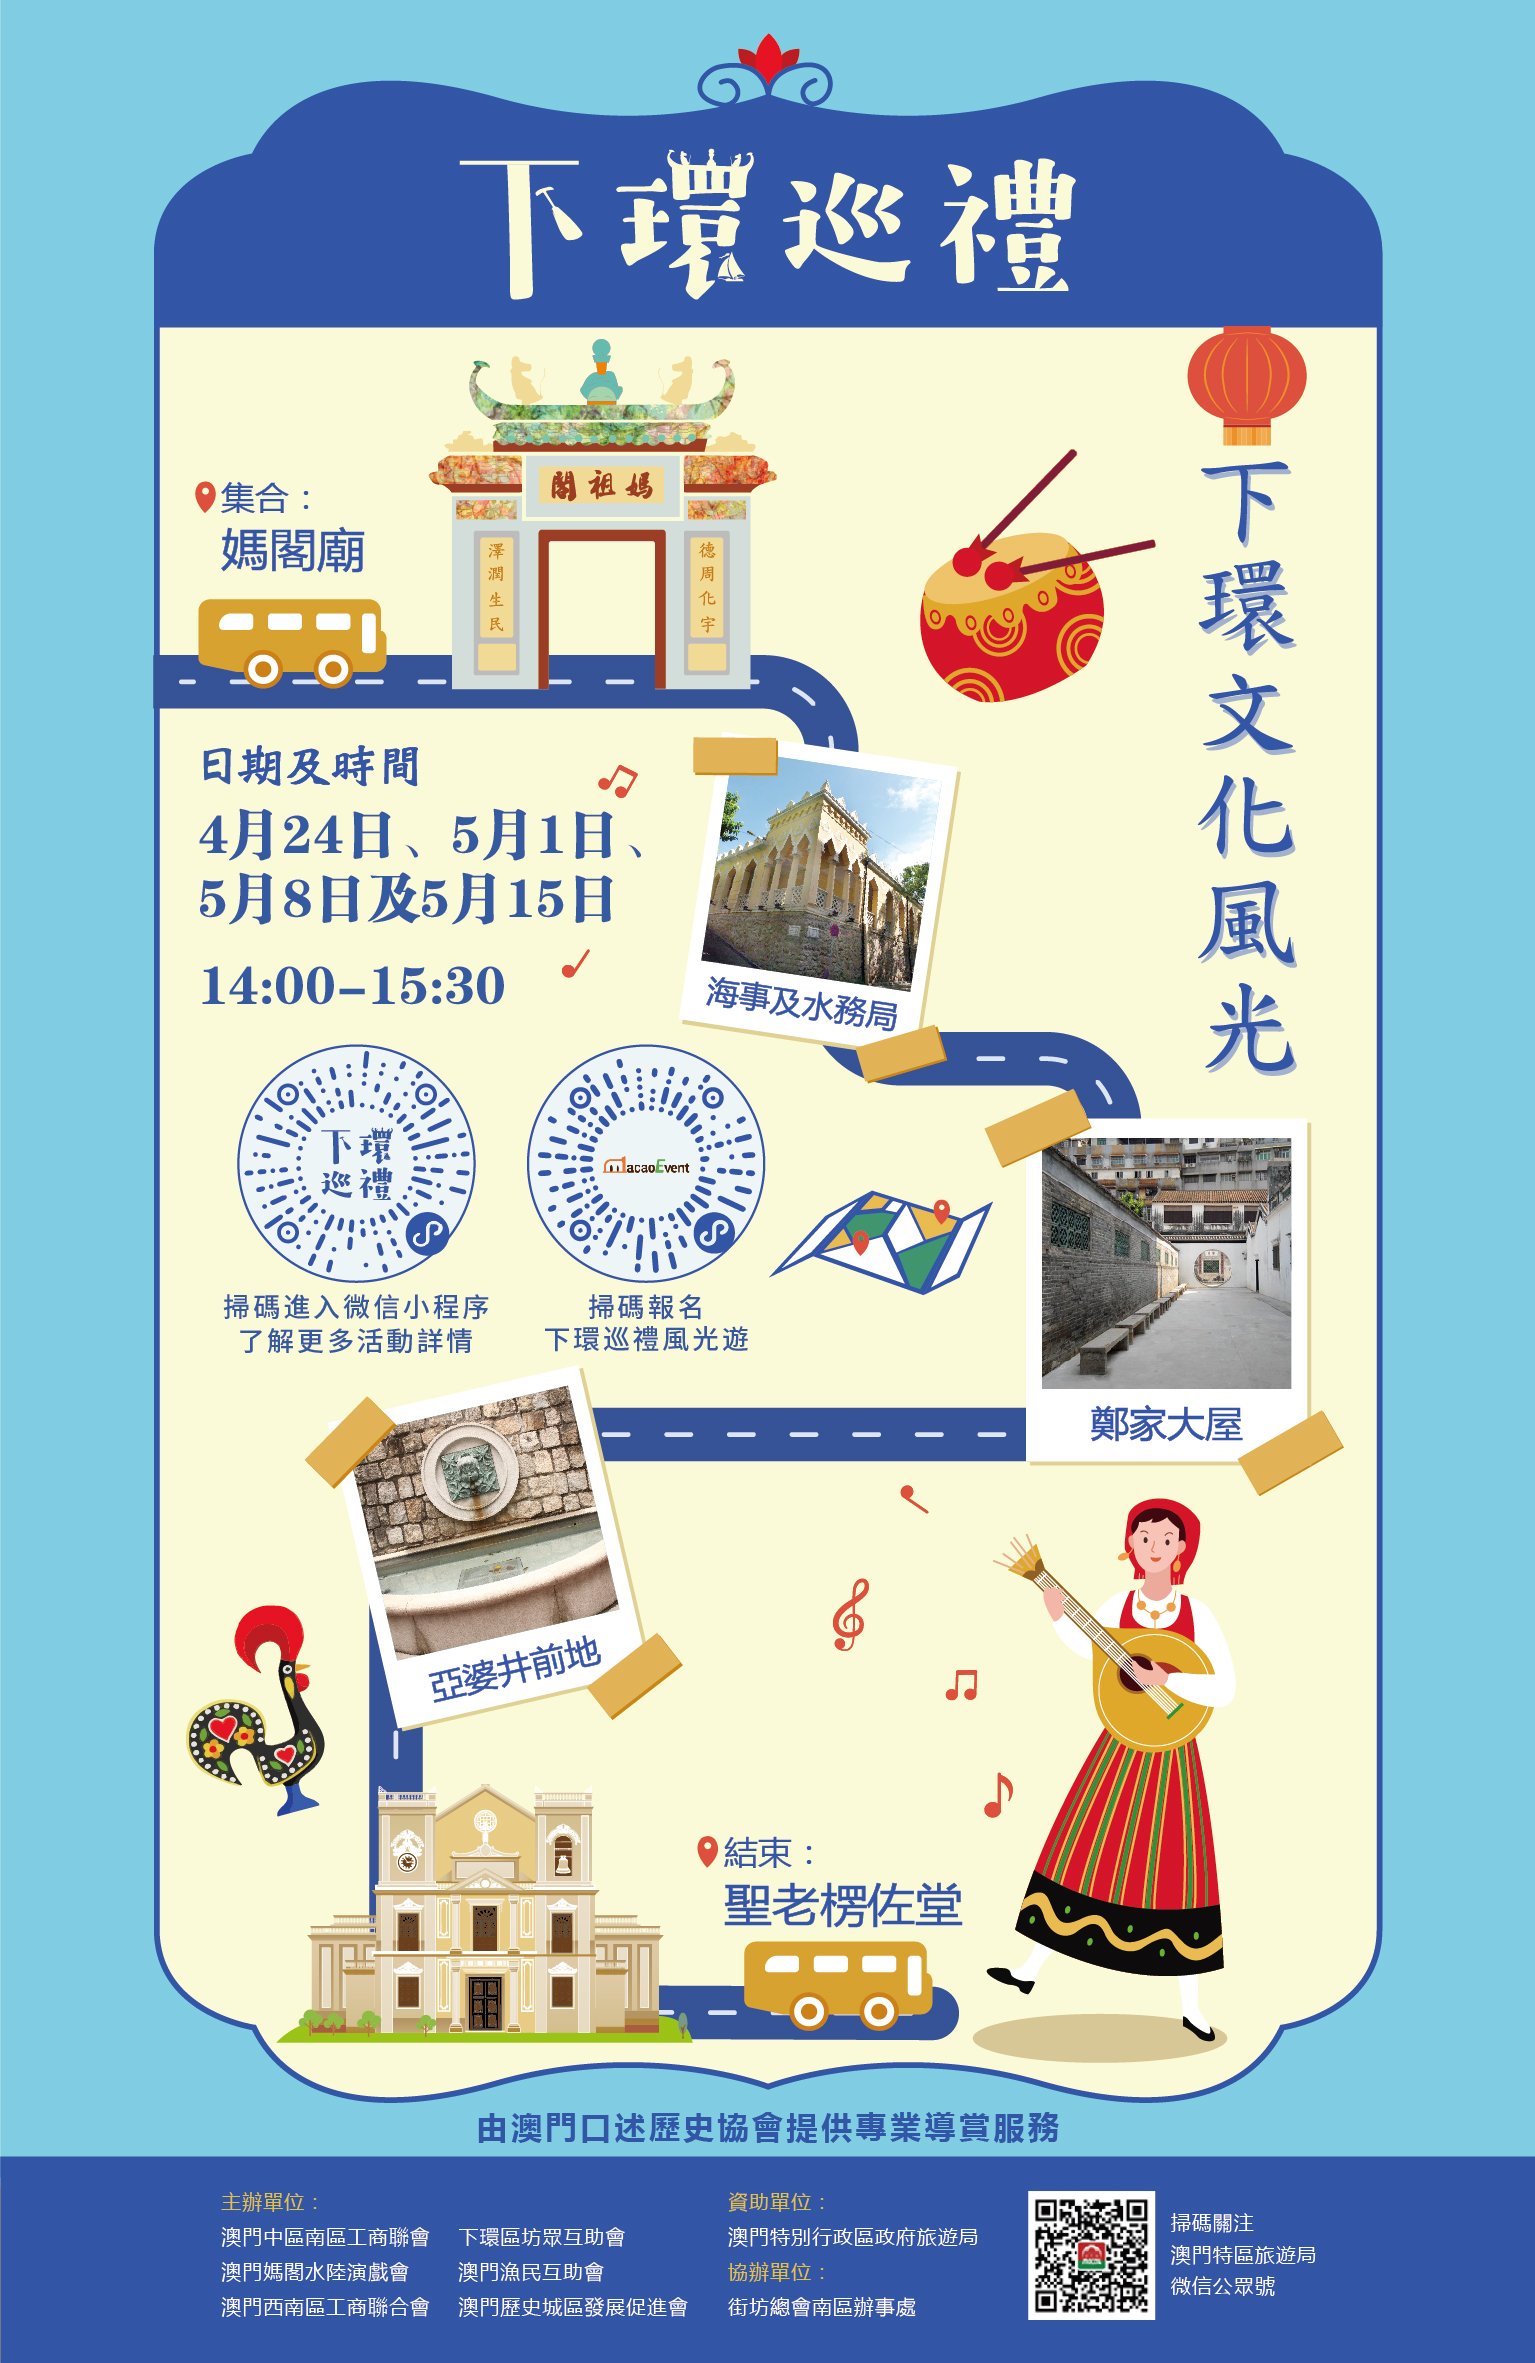 下環巡禮
下環文化風光
集合：
媽閣廟
媽祖閣
澤潤生民
德周化宇
日期及時間
4月24日、5月1日、
5月8日及5月15日
14:00–15:30
海事及水務局
下環
巡禮
MacaoEvent
掃碼進入微信小程序
了解更多活動詳情
掃碼報名
下環巡禮風光遊
鄭家大屋
亞婆井前地
結束：
聖老楞佐堂
由澳門口述歷史協會提供專業導賞服務
主辦單位：
澳門中區南區工商聯會
澳門媽閣水陸演戲會
澳門西南區工商聯合會
下環區坊眾互助會
澳門漁民互助會
澳門歷史城區發展促進會
資助單位：
澳門特別行政區政府旅遊局
協辦單位：
街坊總會南區辦事處
掃碼關注
澳門特區旅遊局
微信公眾號